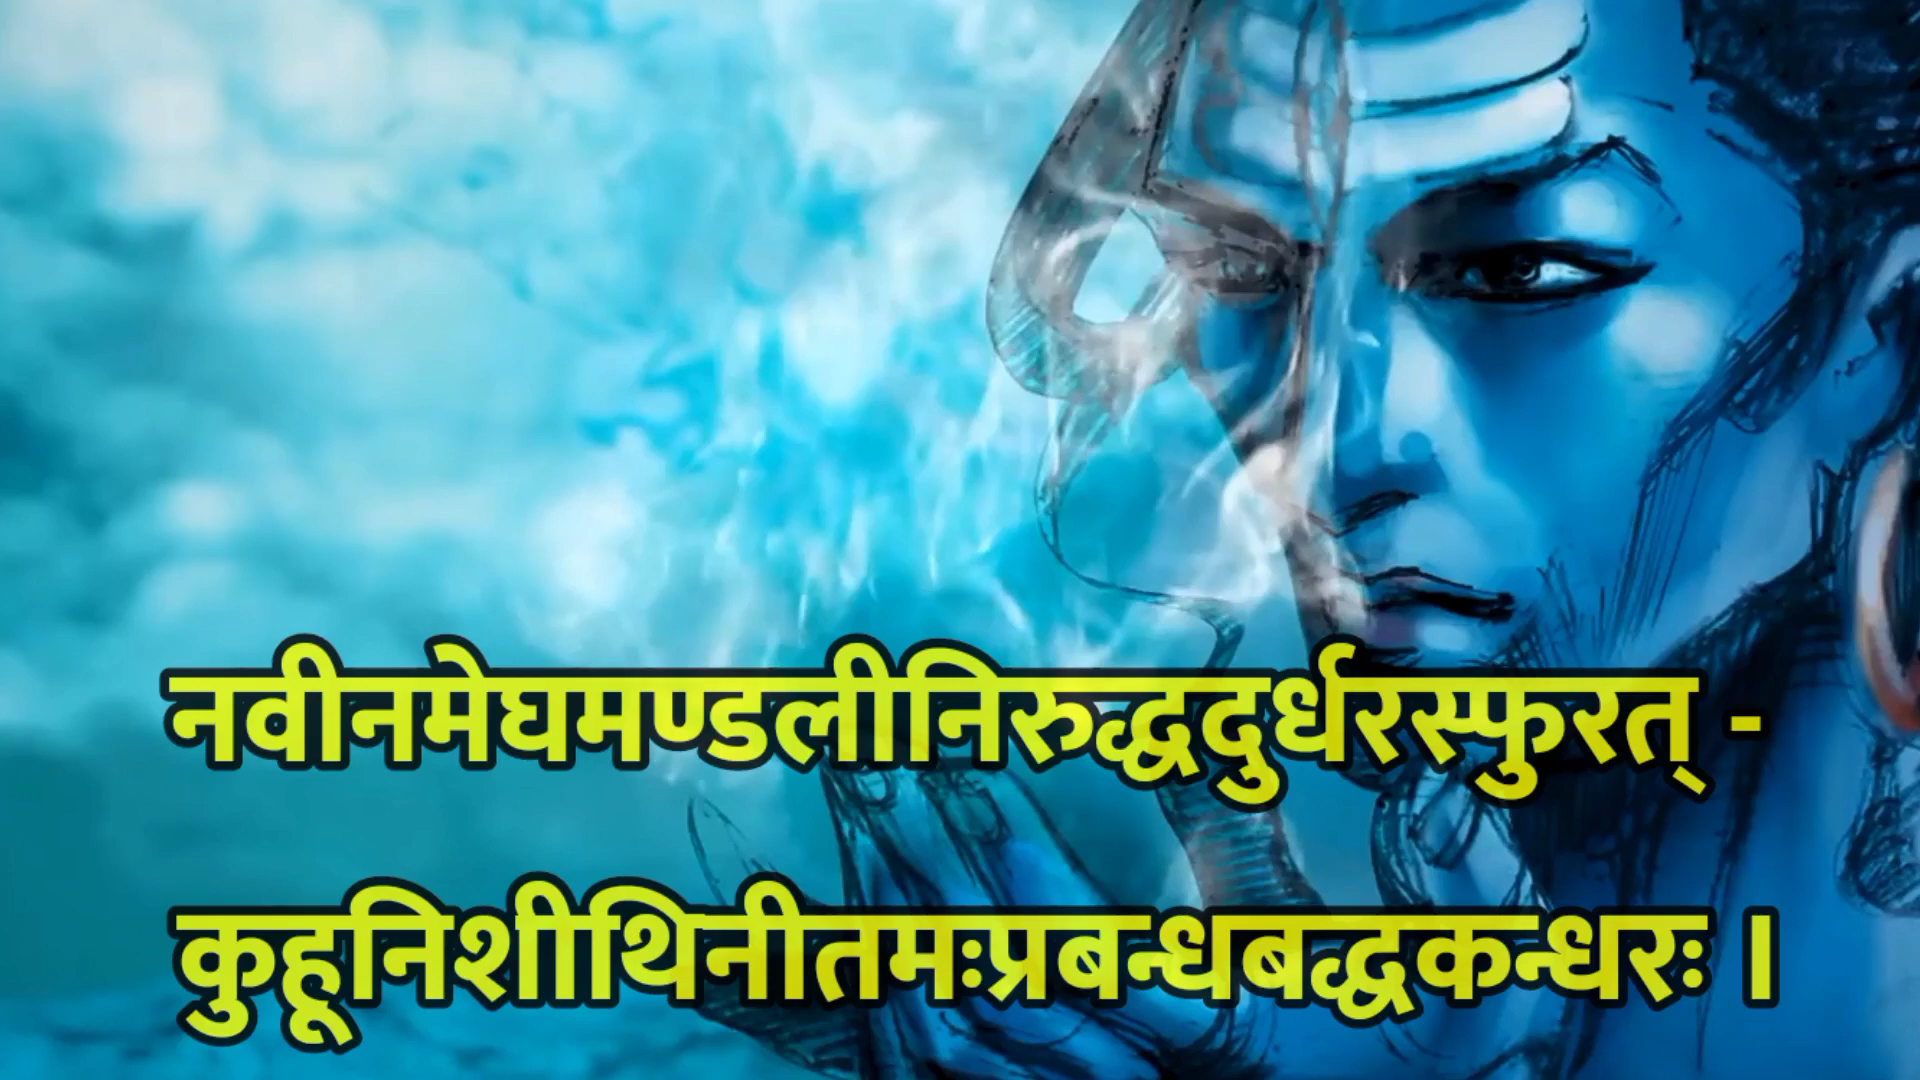 नवीनमेघमण्डलीनिरुद्धदुर्धरस्फुरत् -
कुहूनिशीथिनीतमःप्रबन्धबद्धकन्धरः ।